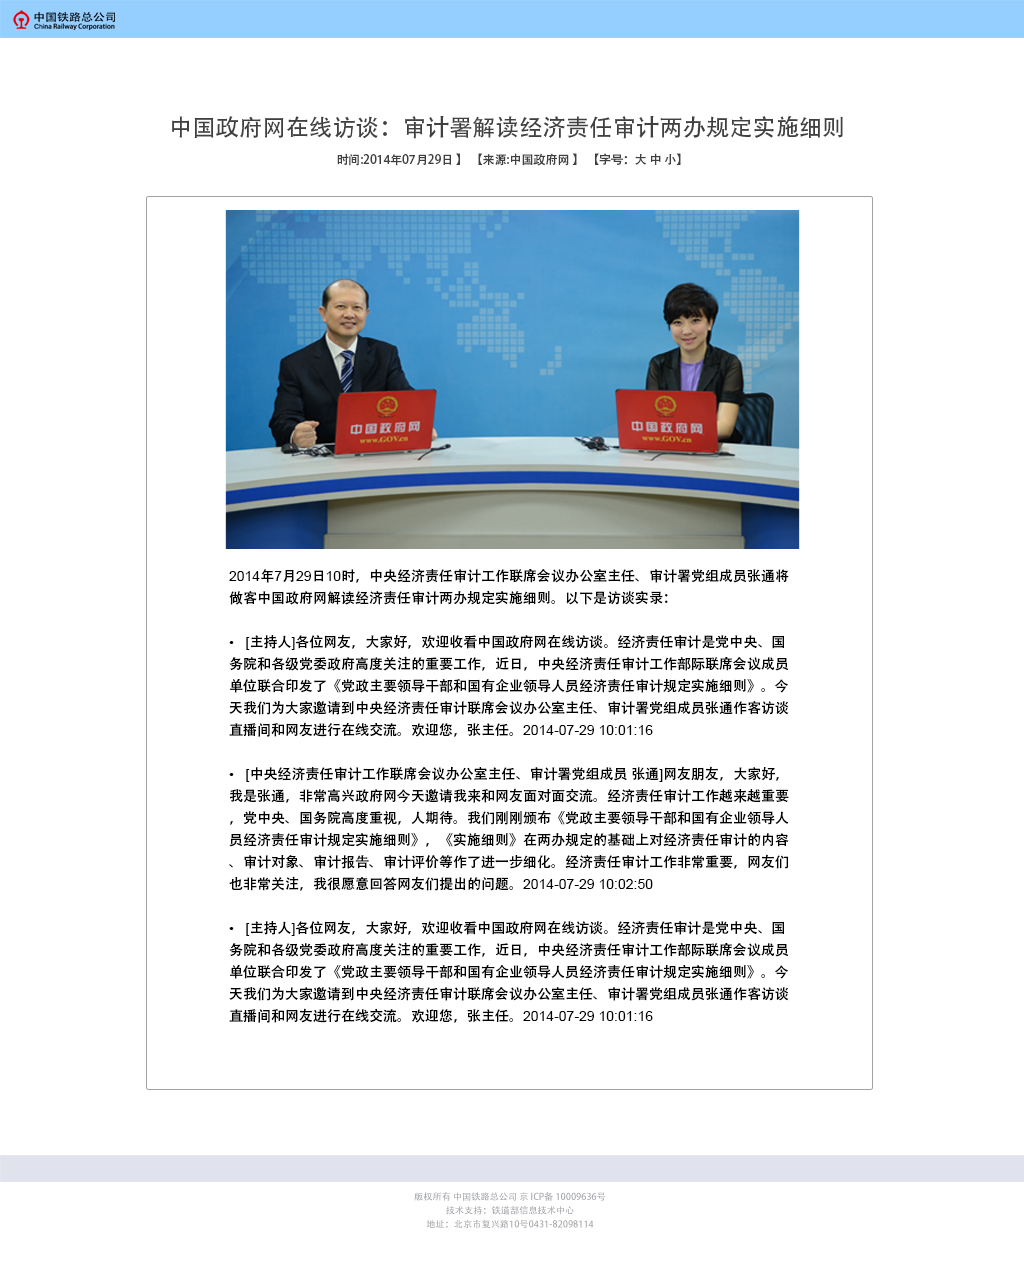 中国铁路总公司
China Railway Corporation
中国政府网在线访谈：审计署解读经济责任审计两办规定实施细则
时间:2014年07月29日 】 【来源:中国政府网 】 【字号：大 中 小】
中国政府网
www.GOV.cn
中国政府网
www.GOV.cn
2014年7月29日10时，中央经济责任审计工作联席会议办公室主任、审计署党组成员张通将
做客中国政府网解读经济责任审计两办规定实施细则。以下是访谈实录：
• [主持人]各位网友，大家好，欢迎收看中国政府网在线访谈。经济责任审计是党中央、国
务院和各级党委政府高度关注的重要工作，近日，中央经济责任审计工作部际联席会议成员
单位联合印发了《党政主要领导干部和国有企业领导人员经济责任审计规定实施细则》。今
天我们为大家邀请到中央经济责任审计联席会议办公室主任、审计署党组成员张通作客访谈
直播间和网友进行在线交流。欢迎您，张主任。2014-07-29 10:01:16
• [中央经济责任审计工作联席会议办公室主任、审计署党组成员 张通]网友朋友，大家好，
我是张通，非常高兴政府网今天邀请我来和网友面对面交流。经济责任审计工作越来越重要
，党中央、国务院高度重视，人期待。我们刚刚颁布《党政主要领导干部和国有企业领导人
员经济责任审计规定实施细则》，《实施细则》在两办规定的基础上对经济责任审计的内容
、审计对象、审计报告、审计评价等作了进一步细化。经济责任审计工作非常重要，网友们
也非常关注，我很愿意回答网友们提出的问题。2014-07-29 10:02:50
• [主持人]各位网友，大家好，欢迎收看中国政府网在线访谈。经济责任审计是党中央、国
务院和各级党委政府高度关注的重要工作，近日，中央经济责任审计工作部际联席会议成员
单位联合印发了《党政主要领导干部和国有企业领导人员经济责任审计规定实施细则》。今
天我们为大家邀请到中央经济责任审计联席会议办公室主任、审计署党组成员张通作客访谈
直播间和网友进行在线交流。欢迎您，张主任。2014-07-29 10:01:16
版权所有 中国铁路总公司 京 ICP备 10009636号
技术支持：铁道部信息技术中心
地址：北京市复兴路10号0431-82098114